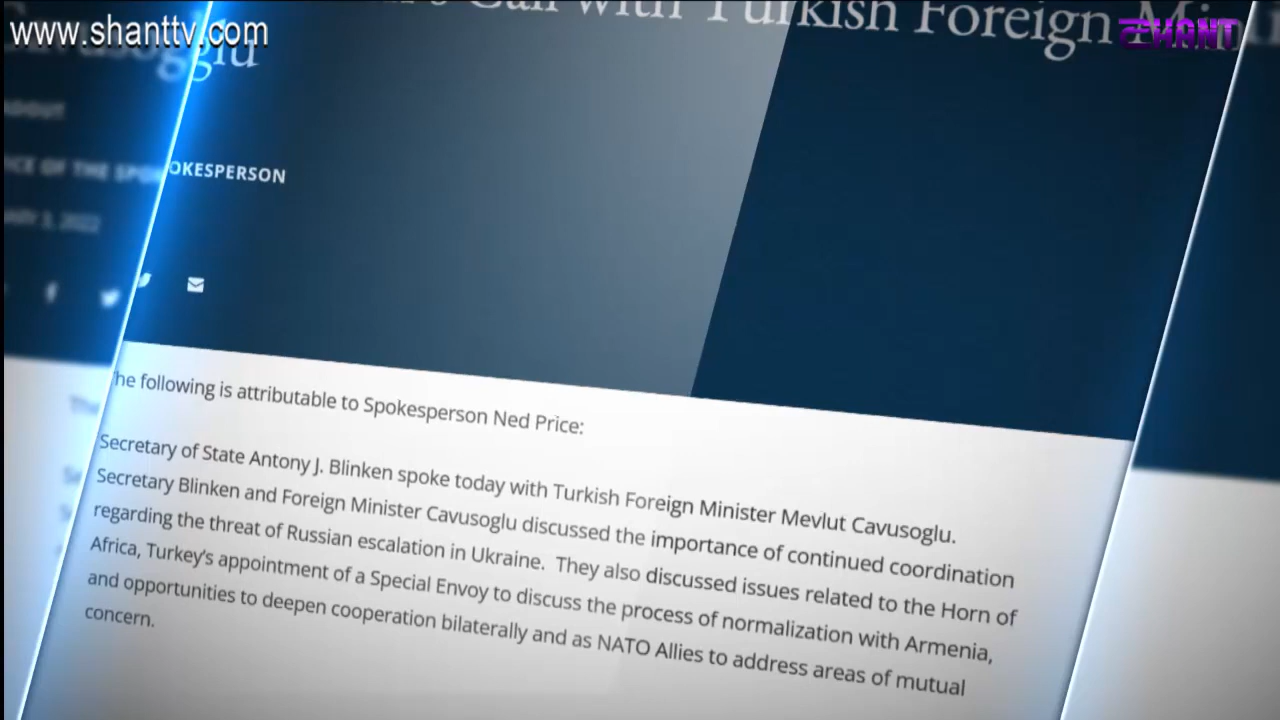 www.shanttv.com
SHANT
Call with Turkish Foreign
OKESPERSON
he following is attributable to Spokesperson Ned Price:
Secretary of State Antony J. Blinken spoke today with Turkish Foreign Minister Mevlut Cavusoglu.
Secretary Blinken and Foreign Minister Cavusoglu discussed the importance of continued coordination
regarding the threat of Russian escalation in Ukraine. They also discussed issues related to the Horn of
Africa, Turkey's appointment of a Special Envoy to discuss the process of normalization with Armenia,
and opportunities to deepen cooperation bilaterally and as NATO Allies to address areas of mutual
concern.